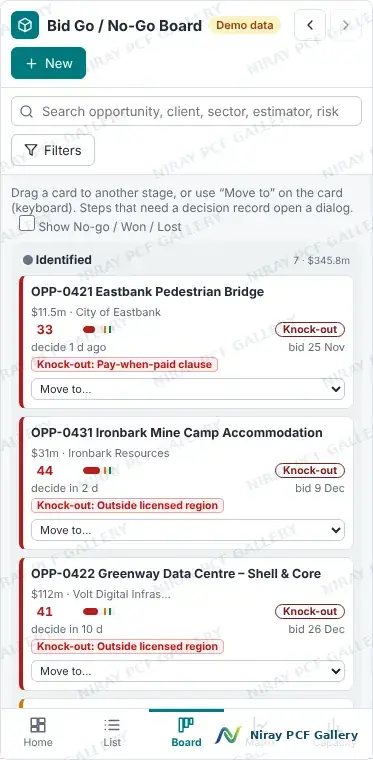 Bid Go / No-Go Board
Demo data
+ New
Search opportunity, client, sector, estimator, risk
Filters
Drag a card to another stage, or use “Move to” on the card
(keyboard). Steps that need a decision record open a dialog.
Show No-go / Won / Lost
Identified
7 · $345.8m
OPP-0421 Eastbank Pedestrian Bridge
$11.5m · City of Eastbank
33
Knock-out
decide 1 d ago
bid 25 Nov
Knock-out: Pay-when-paid clause
Move to...
OPP-0431 Ironbark Mine Camp Accommodation
$31m · Ironbark Resources
44
Knock-out
decide in 2 d
bid 9 Dec
Knock-out: Outside licensed region
Move to...
OPP-0422 Greenway Data Centre – Shell & Core
$112m · Volt Digital Infras...
41
Knock-out
decide in 10 d
bid 26 Dec
Knock-out: Outside licensed region
Move to...
Home
List
Board
Capacity
Niray PCF Gallery
NIRAY PCF GALLERY